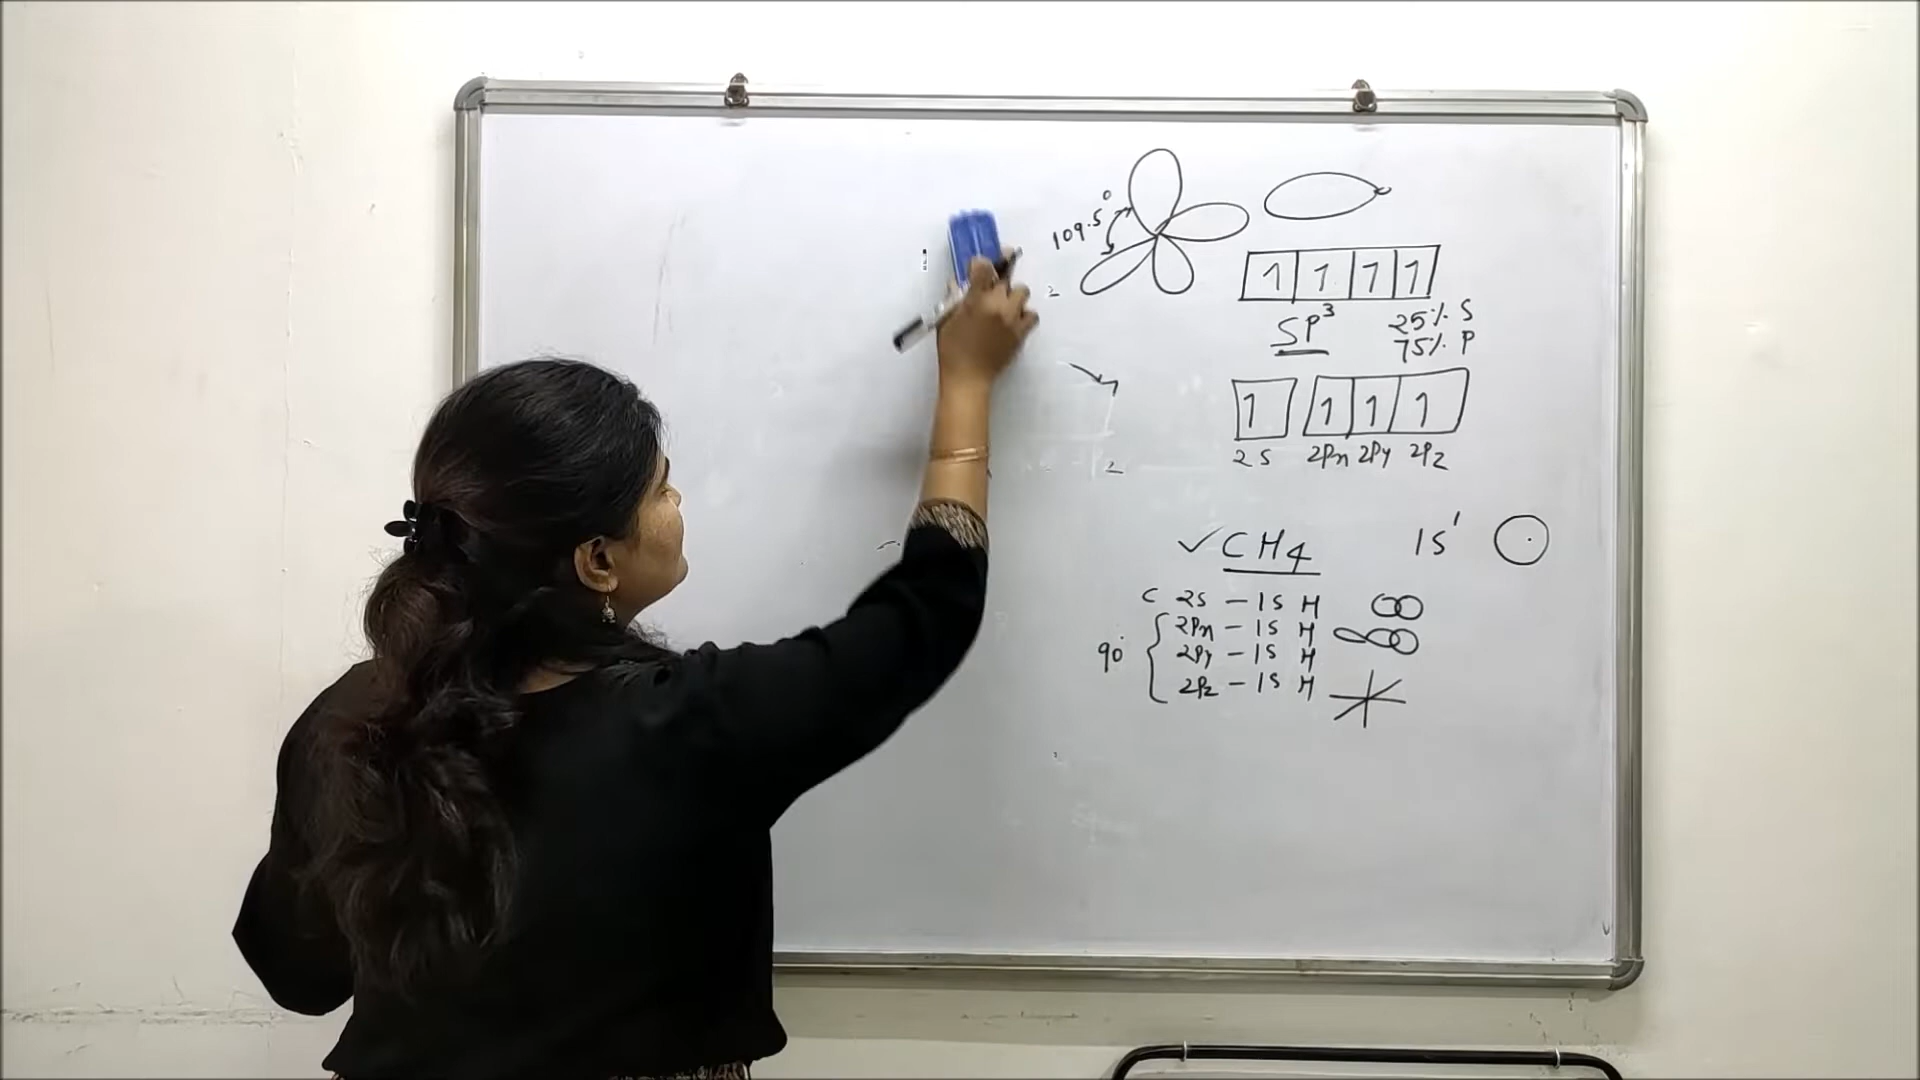 109.5°
1 1 1 1
SP³ 25% S
75% P
1 1 1 1
2S 2Px 2Py 2Pz
✓CH4 1S¹
C 2S - 1S H
2Px - 1S H
90° 2Py - 1S H
2Pz - 1S H